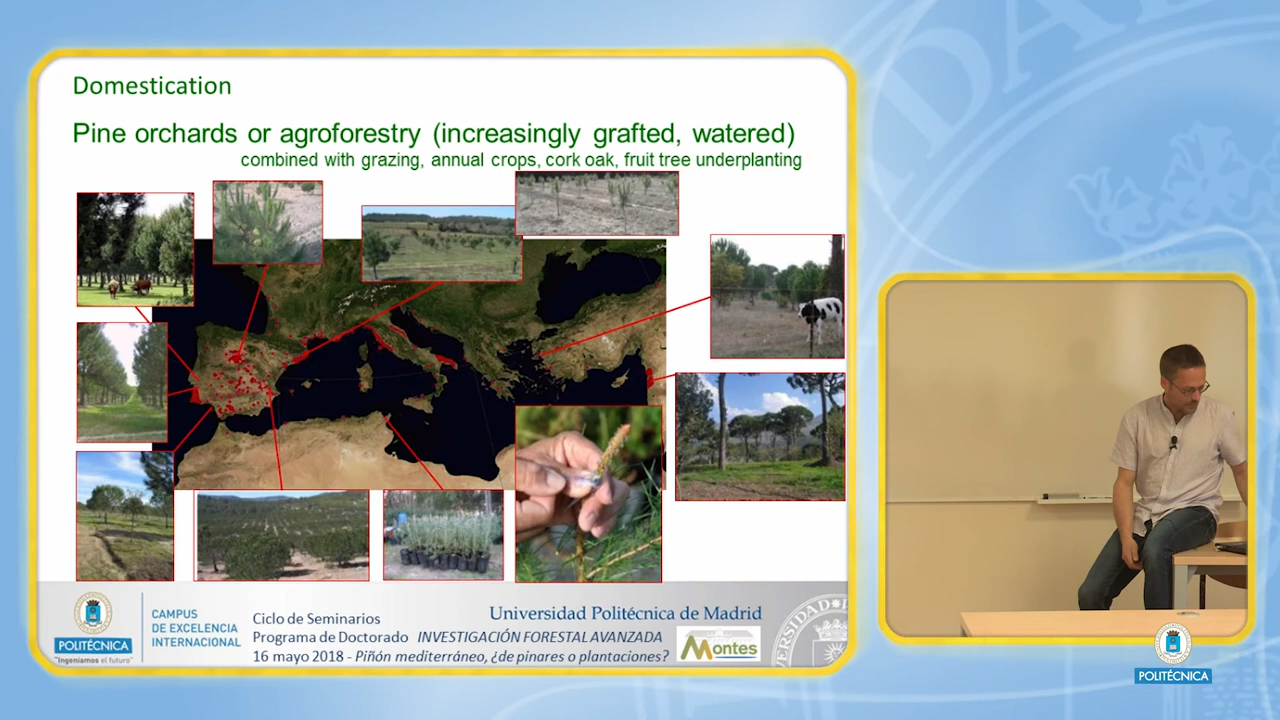 Domestication
Pine orchards or agroforestry (increasingly grafted, watered)
combined with grazing, annual crops, cork oak, fruit tree underplanting
POLITÉCNICA
"Ingeniamos el futuro"
CAMPUS
DE EXCELENCIA
INTERNACIONAL
Ciclo de Seminarios
Universidad Politécnica de Madrid
Programa de Doctorado INVESTIGACIÓN FORESTAL AVANZADA
16 mayo 2018 - Piñón mediterráneo, ¿de pinares o plantaciones?
Montes
POLITÉCNICA